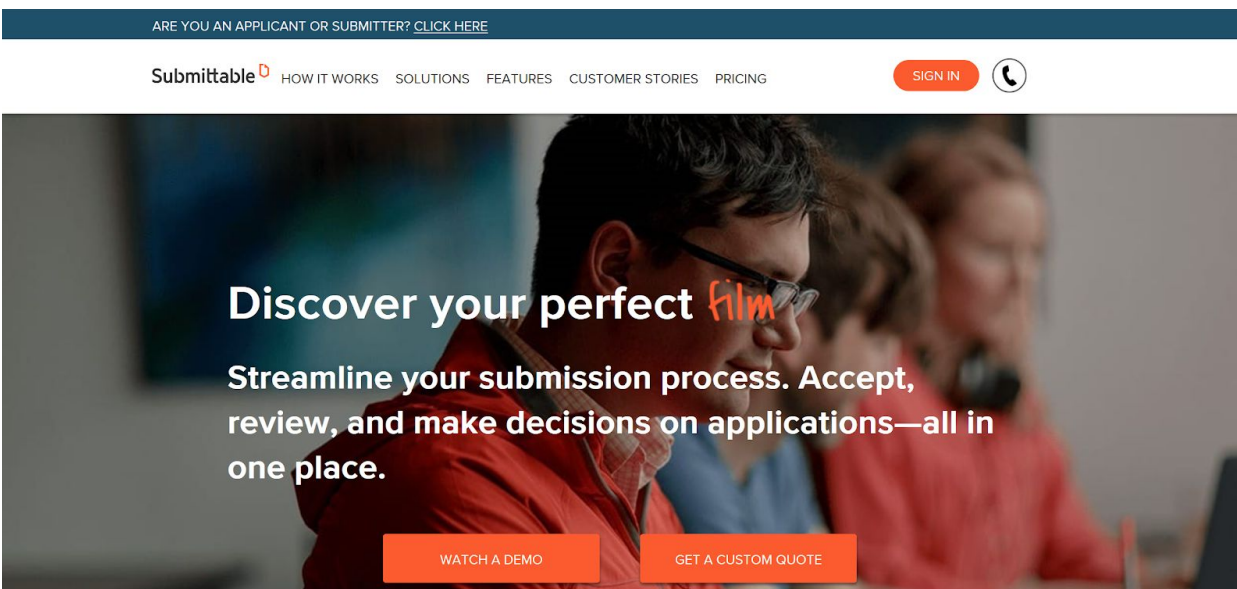 ARE YOU AN APPLICANT OR SUBMITTER? CLICK HERE
Submittable HOW IT WORKS SOLUTIONS FEATURES CUSTOMER STORIES PRICING SIGN IN
Discover your perfect film
Streamline your submission process. Accept,
review, and make decisions on applications—all in
one place.
WATCH A DEMO GET A CUSTOM QUOTE